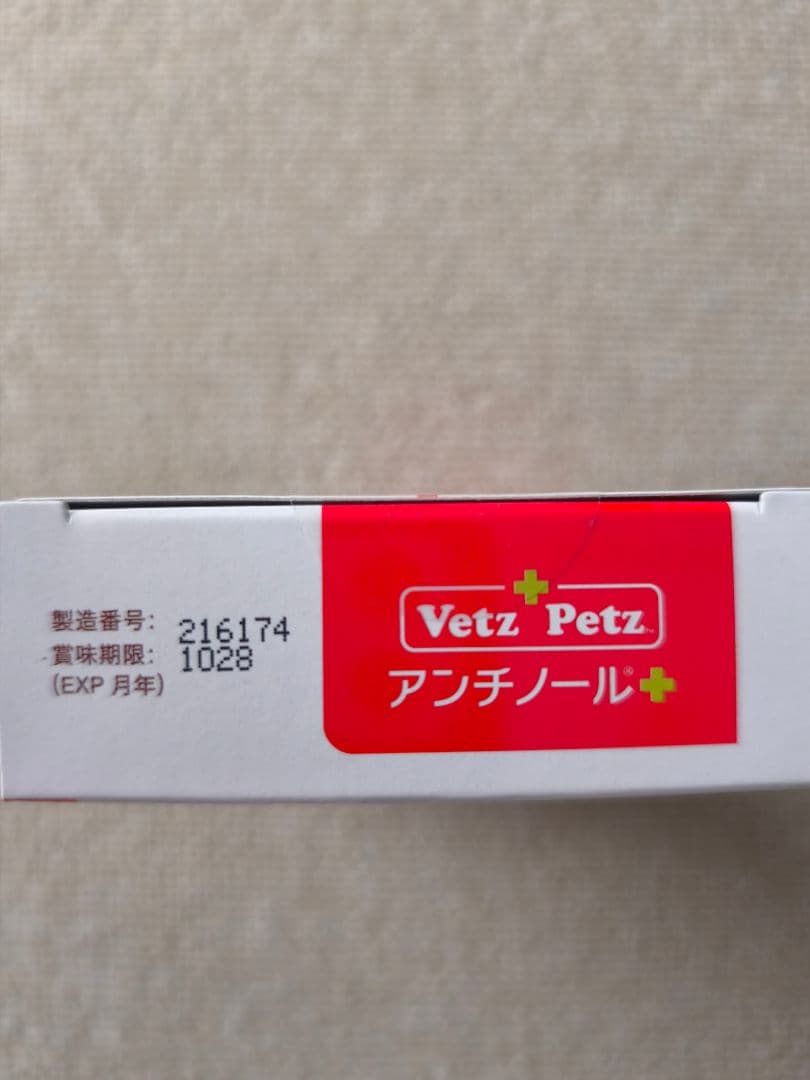 製造番号: 216174
賞味期限: 1028
(EXP 月年)
Vetz Petz™
アンチノール®